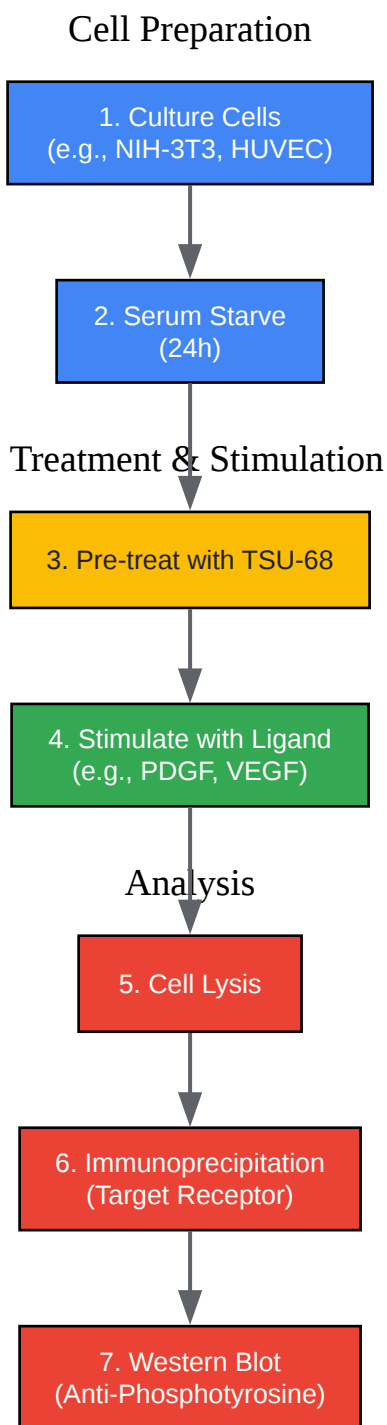 Cell Preparation
1. Culture Cells
(e.g., NIH-3T3, HUVEC)
2. Serum Starve
(24h)
Treatment & Stimulation
3. Pre-treat with TSU-68
4. Stimulate with Ligand
(e.g., PDGF, VEGF)
Analysis
5. Cell Lysis
6. Immunoprecipitation
(Target Receptor)
7. Western Blot
(Anti-Phosphotyrosine)